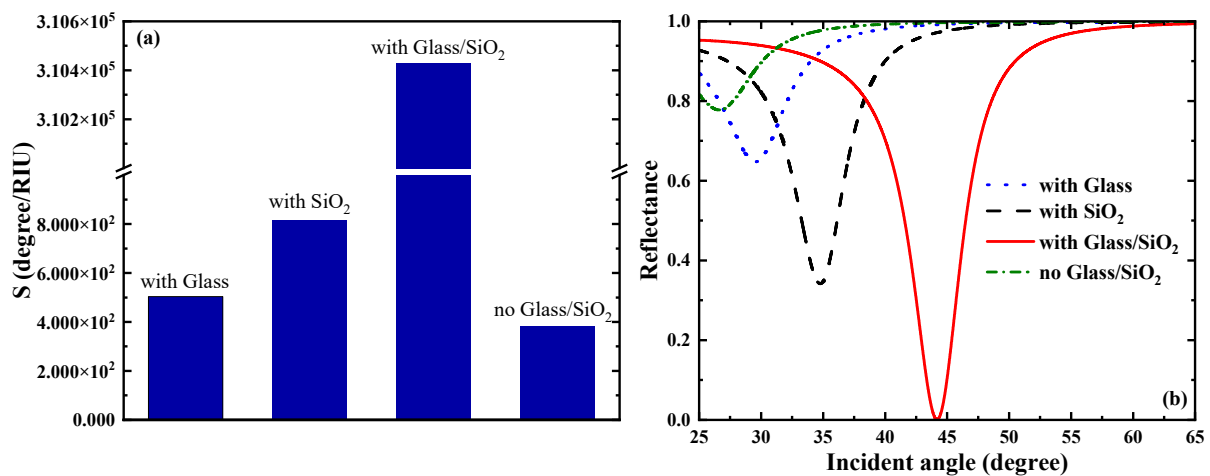 (a)
S (degree/RIU)
3.106×10⁵
3.104×10⁵
3.102×10⁵
8.000×10²
6.000×10²
4.000×10²
2.000×10²
0.000
with Glass
with SiO₂
with Glass/SiO₂
no Glass/SiO₂
Reflectance
1.0
0.8
0.6
0.4
0.2
0.0
with Glass
with SiO₂
with Glass/SiO₂
no Glass/SiO₂
(b)
25 30 35 40 45 50 55 60 65
Incident angle (degree)